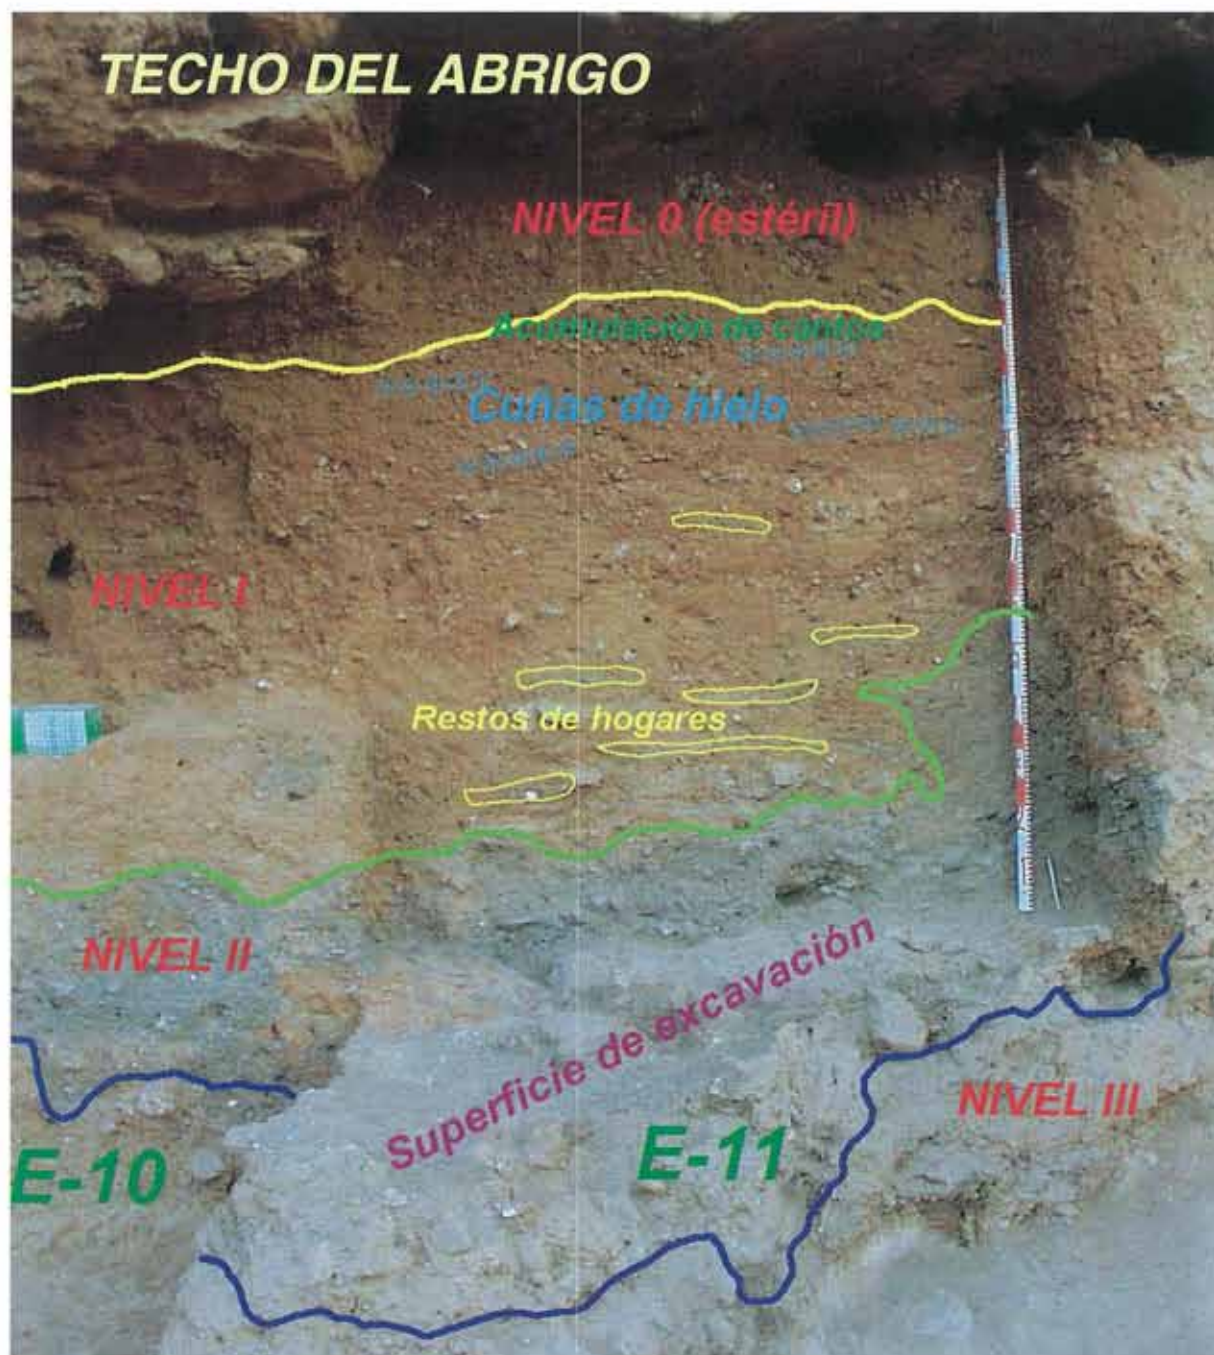 TECHO DEL ABRIGO
NIVEL 0 (estéril)
Acumulación de cantos
Cuñas de hielo
NIVEL I
Restos de hogares
NIVEL II
Superficie de excavación
NIVEL III
E-10
E-11